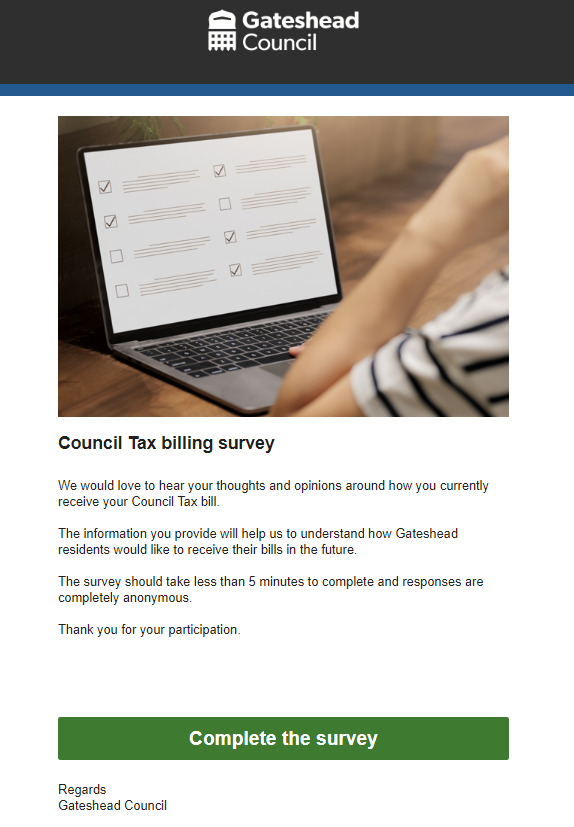 Gateshead
Council
Council Tax billing survey
We would love to hear your thoughts and opinions around how you currently
receive your Council Tax bill.
The information you provide will help us to understand how Gateshead
residents would like to receive their bills in the future.
The survey should take less than 5 minutes to complete and responses are
completely anonymous.
Thank you for your participation.
Complete the survey
Regards
Gateshead Council